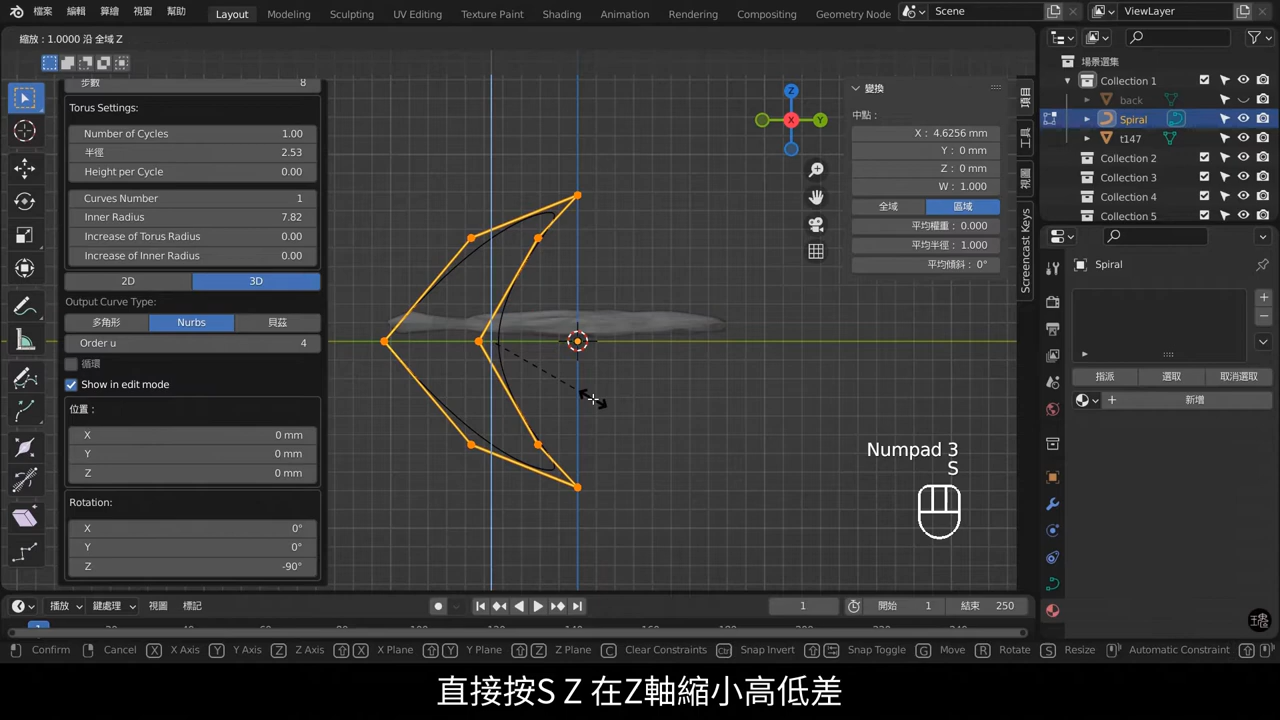 檔案 編輯 算繪 視窗 幫助 Layout Modeling Sculpting UV Editing Texture Paint Shading Animation Rendering Compositing Geometry Node Scene ViewLayer
縮放 : 1.0000 沿 全域 Z
步數 8
Torus Settings:
Number of Cycles 1.00
半徑 2.53
Height per Cycle 0.00
Curves Number 1
Inner Radius 7.82
Increase of Torus Radius 0.00
Increase of Inner Radius 0.00
2D 3D
Output Curve Type:
多角形 Nurbs 貝茲
Order u 4
循環
Show in edit mode
位置 :
X 0 mm
Y 0 mm
Z 0 mm
Rotation:
X 0°
Y 0°
Z -90°
Z
X
Y
變換
中點 :
X : 4.6256 mm
Y : 0 mm
Z : 0 mm
W : 1.000
全域 區域
平均權重 : 0.000
平均半徑 : 1.000
平均傾斜 : 0°
項目
工具
視圖
Screencast Keys
Numpad 3
S
場景選集
Collection 1
back
Spiral
t147
Collection 2
Collection 3
Collection 4
Collection 5
Spiral
指派 選取 取消選取
新增
播放 鍵處理 視圖 標記 1 開始 1 結束 250
Confirm Cancel X X Axis Y Y Axis Z Z Axis X X Plane Y Y Plane Z Z Plane C Clear Constraints Ctrl Snap Invert Snap Toggle G Move R Rotate S Resize Automatic Constraint
直接按S Z 在Z軸縮小高低差